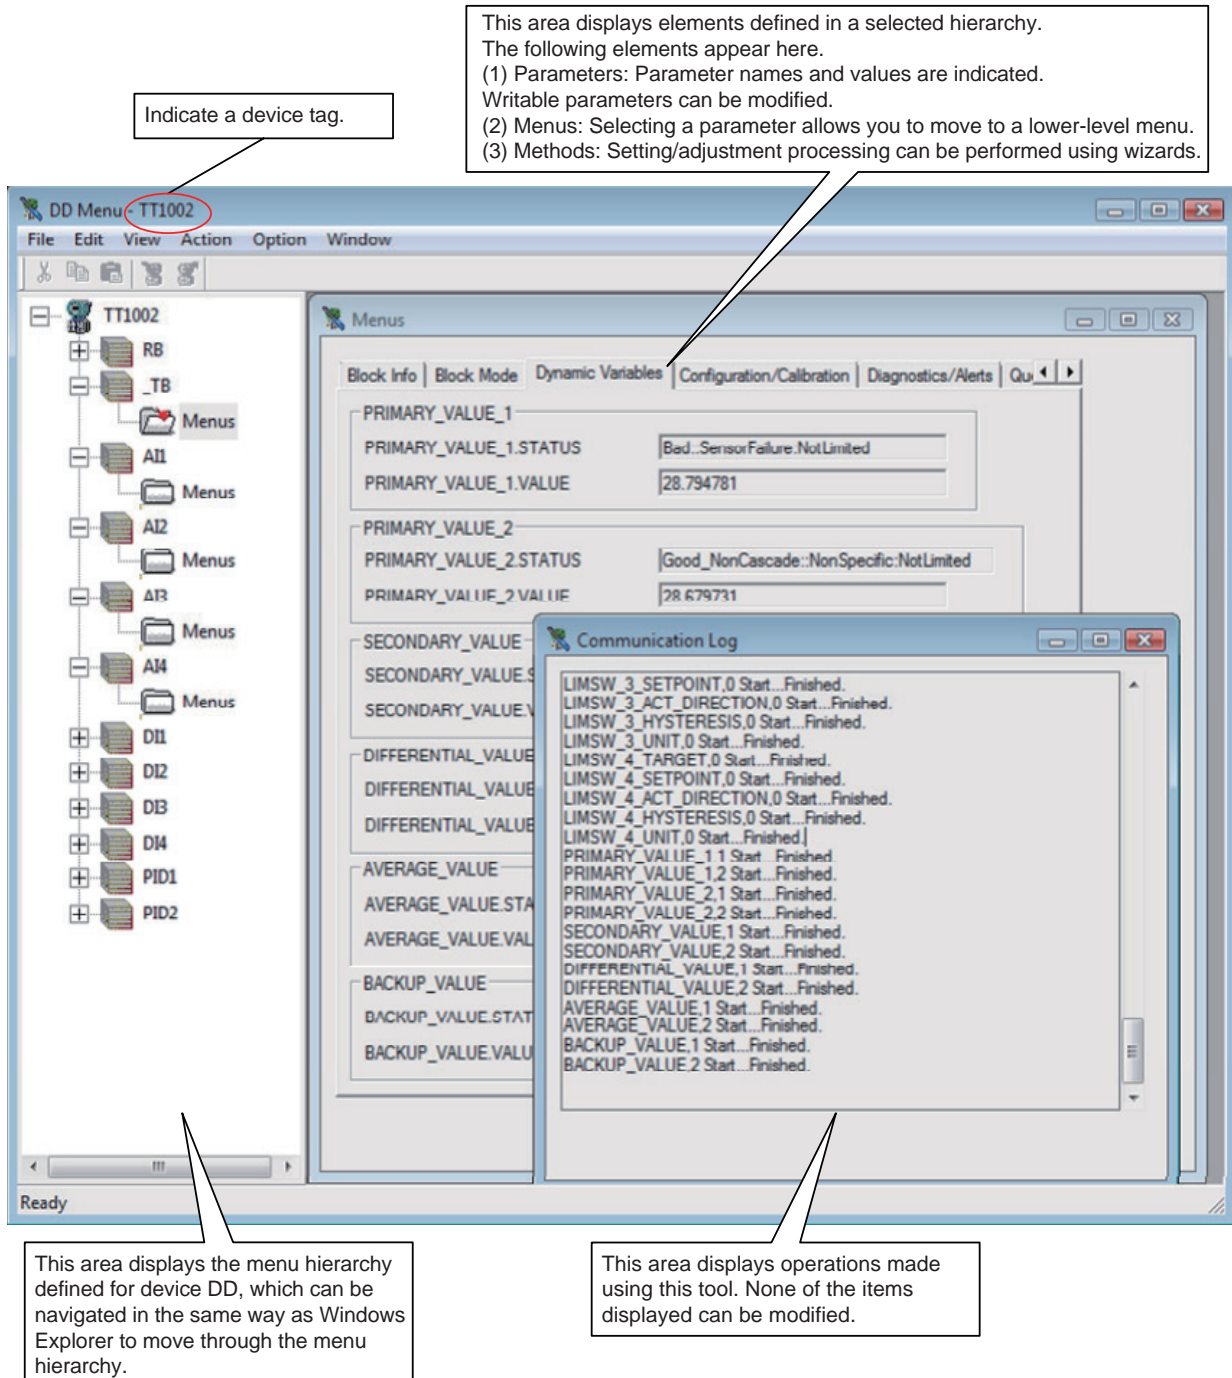 This area displays elements defined in a selected hierarchy.
The following elements appear here.
(1) Parameters: Parameter names and values are indicated.
Writable parameters can be modified.
(2) Menus: Selecting a parameter allows you to move to a lower-level menu.
(3) Methods: Setting/adjustment processing can be performed using wizards.
Indicate a device tag.
DD Menu - TT1002
File Edit View Action Option Window
TT1002
RB
_TB
Menus
AI1
Menus
AI2
Menus
AI3
Menus
AI4
Menus
DI1
DI2
DI3
DI4
PID1
PID2
Menus
Block Info Block Mode Dynamic Variables Configuration/Calibration Diagnostics/Alerts
PRIMARY_VALUE_1
PRIMARY_VALUE_1.STATUS Bad::SensorFailure:NotLimited
PRIMARY_VALUE_1.VALUE 28.794781
PRIMARY_VALUE_2
PRIMARY_VALUE_2.STATUS Good_NonCascade::NonSpecific:NotLimited
PRIMARY_VALUE_2.VALUE 28.679731
SECONDARY_VALUE
SECONDARY_VALUE.S
SECONDARY_VALUE.V
DIFFERENTIAL_VALUE
DIFFERENTIAL_VALUE
DIFFERENTIAL_VALUE
AVERAGE_VALUE
AVERAGE_VALUE.STA
AVERAGE_VALUE.VAL
BACKUP_VALUE
BACKUP_VALUE.STAT
BACKUP_VALUE.VALU
Communication Log
LIMSW_3_SETPOINT,0 Start...Finished.
LIMSW_3_ACT_DIRECTION,0 Start...Finished.
LIMSW_3_HYSTERESIS,0 Start...Finished.
LIMSW_3_UNIT,0 Start...Finished.
LIMSW_4_TARGET,0 Start...Finished.
LIMSW_4_SETPOINT,0 Start...Finished.
LIMSW_4_ACT_DIRECTION,0 Start...Finished.
LIMSW_4_HYSTERESIS,0 Start...Finished.
LIMSW_4_UNIT,0 Start...Finished.
PRIMARY_VALUE_1,1 Start...Finished.
PRIMARY_VALUE_1,2 Start...Finished.
PRIMARY_VALUE_2,1 Start...Finished.
PRIMARY_VALUE_2,2 Start...Finished.
SECONDARY_VALUE,1 Start...Finished.
SECONDARY_VALUE,2 Start...Finished.
DIFFERENTIAL_VALUE,1 Start...Finished.
DIFFERENTIAL_VALUE,2 Start...Finished.
AVERAGE_VALUE,1 Start...Finished.
AVERAGE_VALUE,2 Start...Finished.
BACKUP_VALUE,1 Start...Finished.
BACKUP_VALUE,2 Start...Finished.
Ready
This area displays the menu hierarchy
defined for device DD, which can be
navigated in the same way as Windows
Explorer to move through the menu
hierarchy.
This area displays operations made
using this tool. None of the items
displayed can be modified.